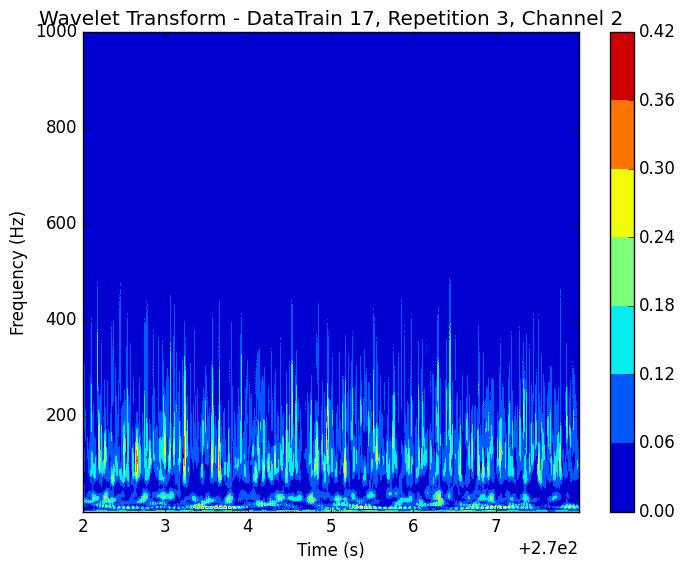 Wavelet Transform - DataTrain 17, Repetition 3, Channel 2
1000
800
600
400
200
Frequency (Hz)
2 3 4 5 6 7
Time (s)
+2.7e2
0.42
0.36
0.30
0.24
0.18
0.12
0.06
0.00